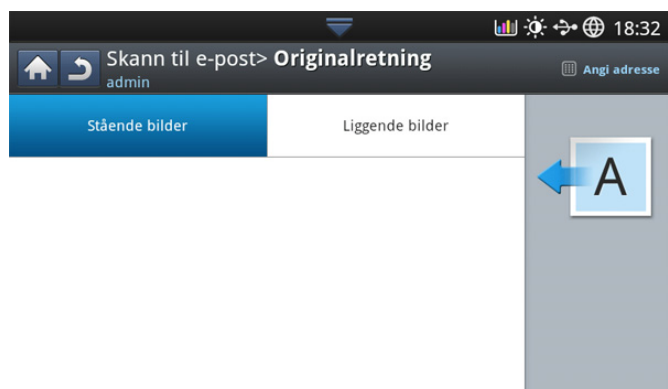 18:32
Skann til e-post> Originalretning
admin
Angi adresse
Stående bilder
Liggende bilder
A